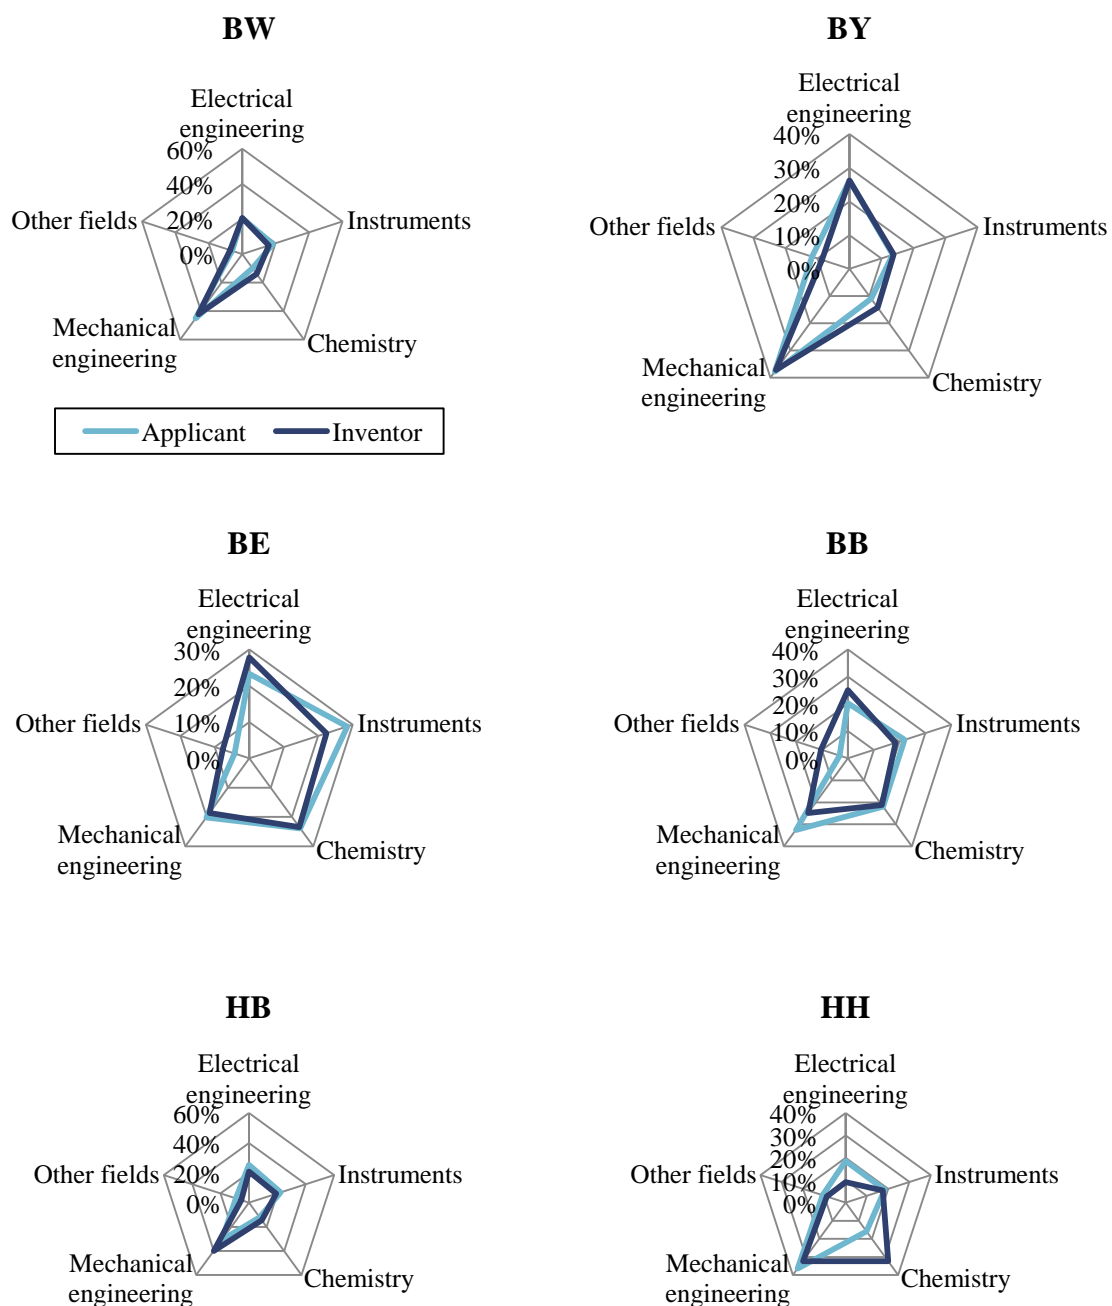 BW
Electrical
engineering
60%
40%
20%
0%
Other fields
Instruments
Mechanical
engineering
Chemistry
Applicant
Inventor
BY
Electrical
engineering
40%
30%
20%
10%
0%
Other fields
Instruments
Mechanical
engineering
Chemistry
BE
Electrical
engineering
30%
20%
10%
0%
Other fields
Instruments
Mechanical
engineering
Chemistry
BB
Electrical
engineering
40%
30%
20%
10%
0%
Other fields
Instruments
Mechanical
engineering
Chemistry
HB
Electrical
engineering
60%
40%
20%
0%
Other fields
Instruments
Mechanical
engineering
Chemistry
HH
Electrical
engineering
40%
30%
20%
10%
0%
Other fields
Instruments
Mechanical
engineering
Chemistry